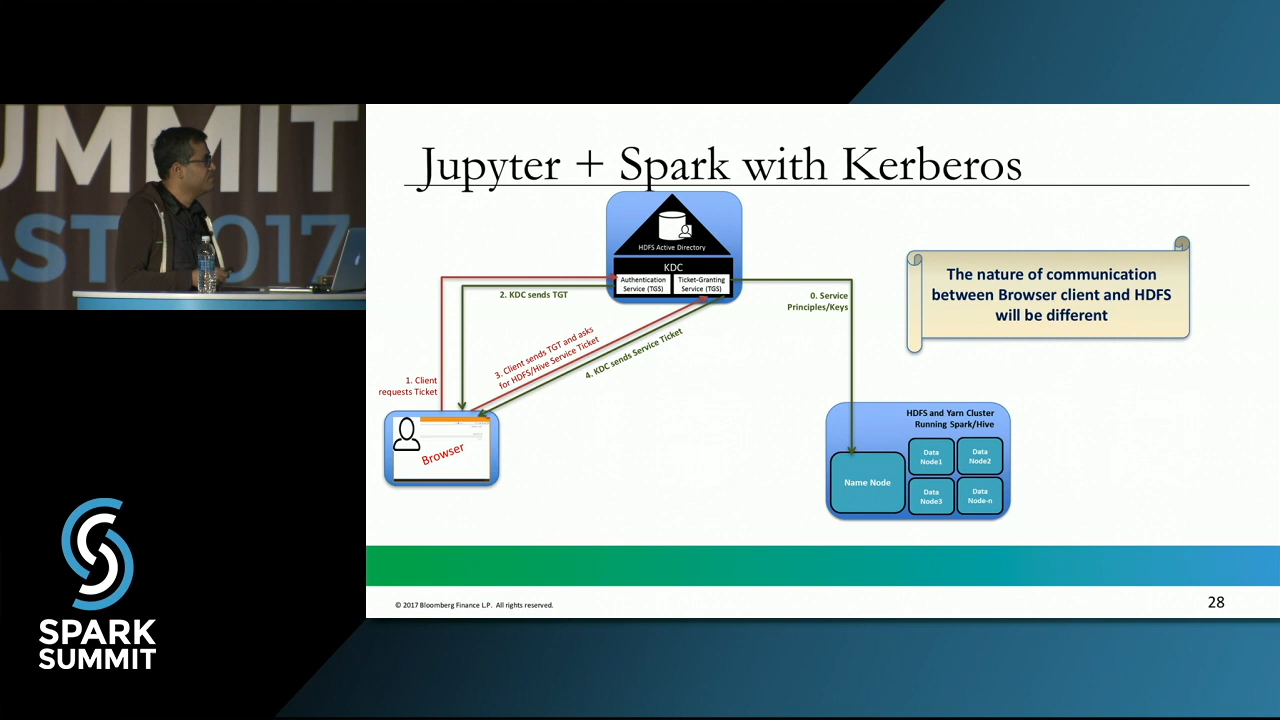 UMMIT
AST 2017
Jupyter + Spark with Kerberos
HDFS Active Directory
KDC
Authentication
Service (TGS)
Ticket-Granting
Service (TGS)
2. KDC sends TGT
0. Service
Principles/Keys
The nature of communication
between Browser client and HDFS
will be different
3. Client sends TGT and asks
for HDFS/Hive Service Ticket
4. KDC sends Service Ticket
1. Client
requests Ticket
Browser
HDFS and Yarn Cluster
Running Spark/Hive
Name Node
Data
Node1
Data
Node2
Data
Node3
Data
Node-n
© 2017 Bloomberg Finance L.P. All rights reserved.
28
SPARK
SUMMIT